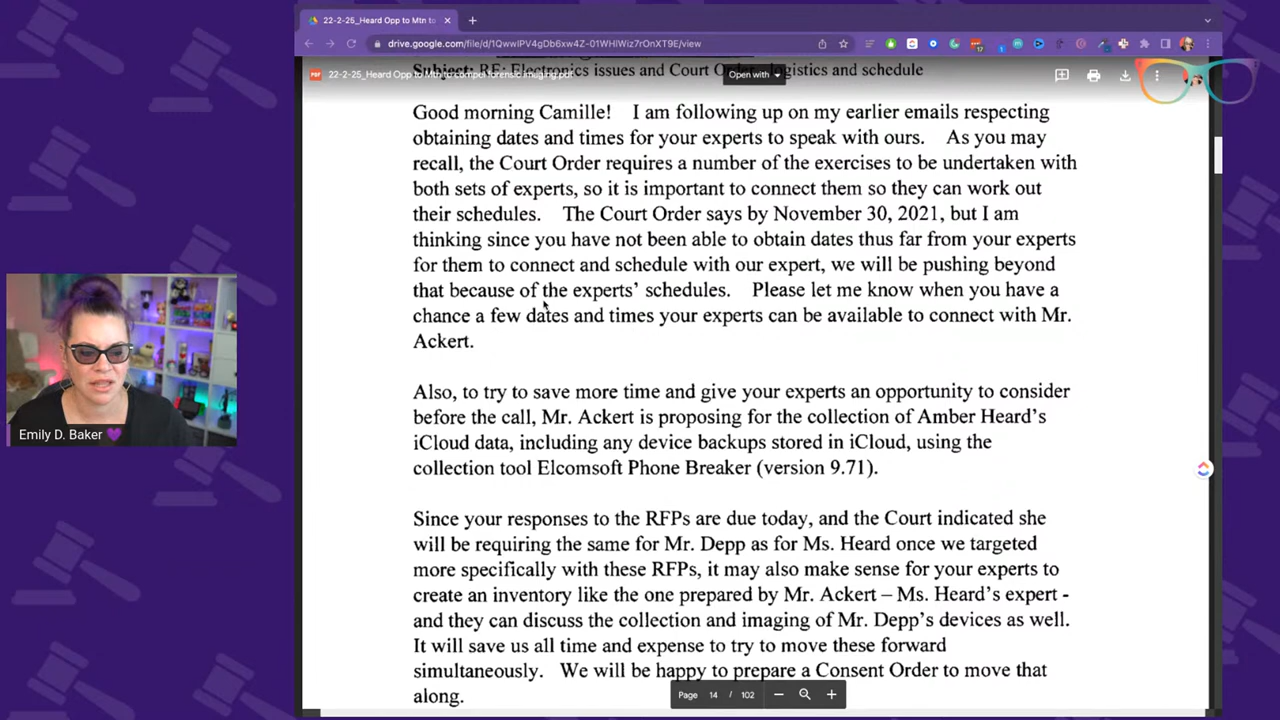 22-2-25_Heard Opp to Mtn to
drive.google.com/file/d/1QwwlPV4gDb6xw4Z-01WHlWiz7rOnXT9E/view
22-2-25_Heard Opp to Mtn to compel forensic imaging.pdf
Open with
Subject: RE: Electronics issues and Court Order logistics and schedule
Good morning Camille! I am following up on my earlier emails respecting
obtaining dates and times for your experts to speak with ours. As you may
recall, the Court Order requires a number of the exercises to be undertaken with
both sets of experts, so it is important to connect them so they can work out
their schedules. The Court Order says by November 30, 2021, but I am
thinking since you have not been able to obtain dates thus far from your experts
for them to connect and schedule with our expert, we will be pushing beyond
that because of the experts’ schedules. Please let me know when you have a
chance a few dates and times your experts can be available to connect with Mr.
Ackert.
Also, to try to save more time and give your experts an opportunity to consider
before the call, Mr. Ackert is proposing for the collection of Amber Heard’s
iCloud data, including any device backups stored in iCloud, using the
collection tool Elcomsoft Phone Breaker (version 9.71).
Since your responses to the RFPs are due today, and the Court indicated she
will be requiring the same for Mr. Depp as for Ms. Heard once we targeted
more specifically with these RFPs, it may also make sense for your experts to
create an inventory like the one prepared by Mr. Ackert – Ms. Heard’s expert -
and they can discuss the collection and imaging of Mr. Depp’s devices as well.
It will save us all time and expense to try to move these forward
simultaneously. We will be happy to prepare a Consent Order to move that
along.
Page 14 / 102
Emily D. Baker 💜